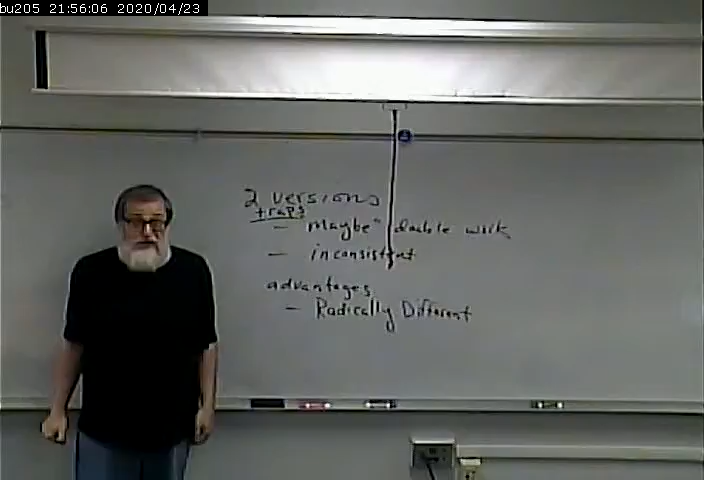 bu205 21:56:06 2020/04/23
2 versions
traps
- Maybe" double work
- inconsistent
advantages
- Radically Different